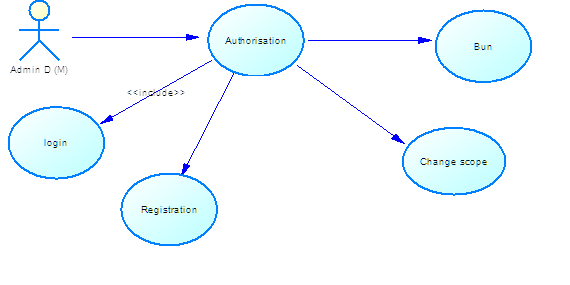 Authorisation
Bun
Admin D (M)
<<include>>
login
Change scope
Registration